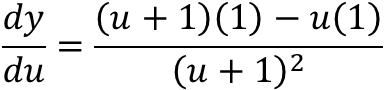 dy/du = ((u + 1)(1) − u(1))/(u + 1)²